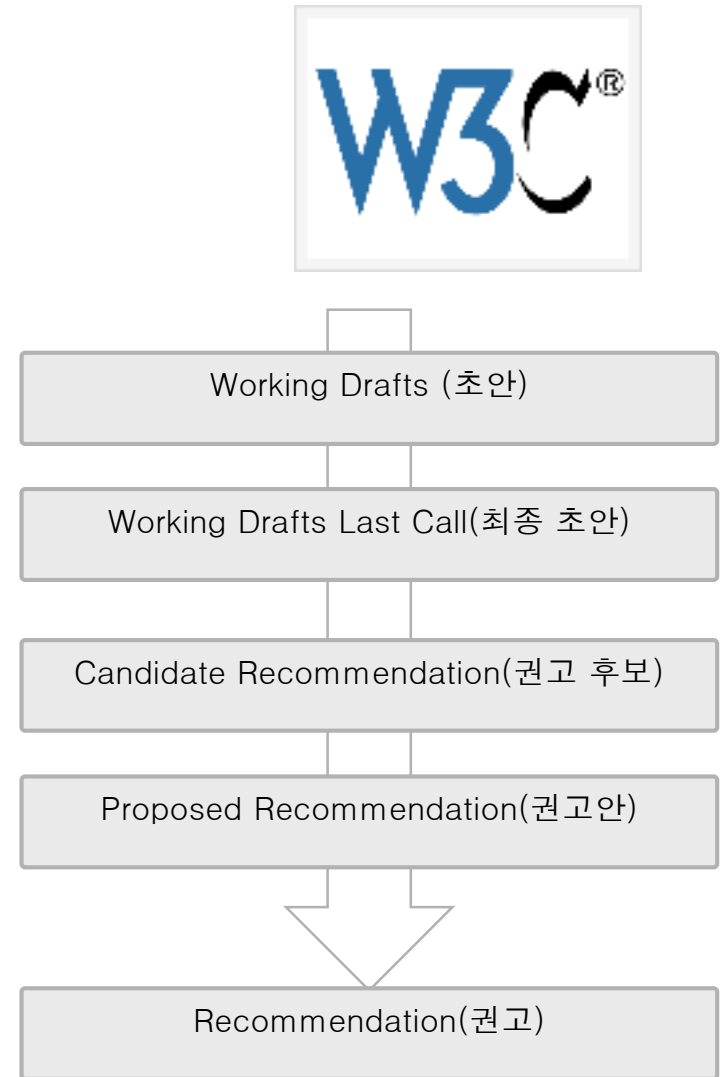 W3C®
Working Drafts (초안)
Working Drafts Last Call(최종 초안)
Candidate Recommendation(권고 후보)
Proposed Recommendation(권고안)
Recommendation(권고)